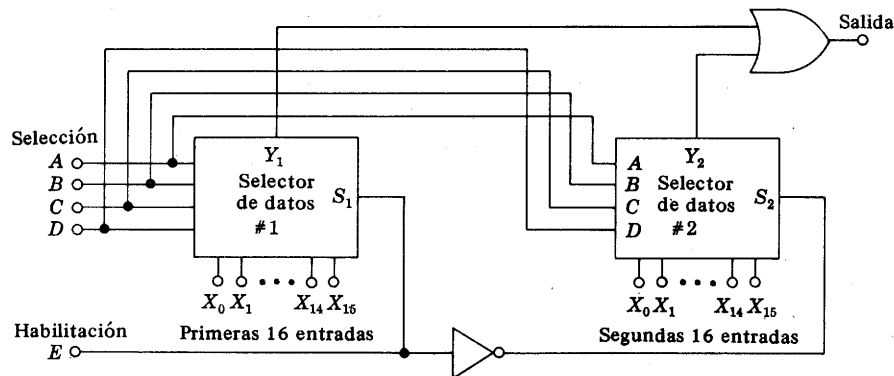 Salida
Selección
A
B
C
D
Y₁
Selector
de datos
#1
S₁
X₀ X₁ X₁₄ X₁₅
Primeras 16 entradas
A
B
C
D
Y₂
Selector
de datos
#2
S₂
X₀ X₁ X₁₄ X₁₅
Segundas 16 entradas
Habilitación
E